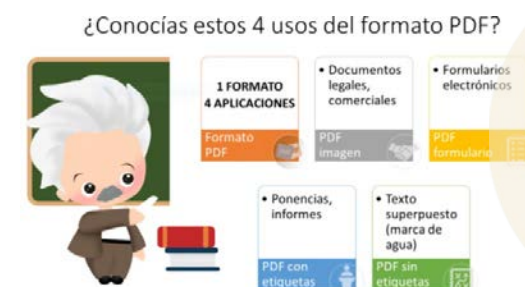 ¿Conocías estos 4 usos del formato PDF?
1 FORMATO
4 APLICACIONES
Formato
PDF
• Documentos
legales,
comerciales
PDF
imagen
• Formularios
electrónicos
PDF
formulario
• Ponencias,
informes
PDF con
etiquetas
• Texto
superpuesto
(marca de
agua)
PDF sin
etiquetas